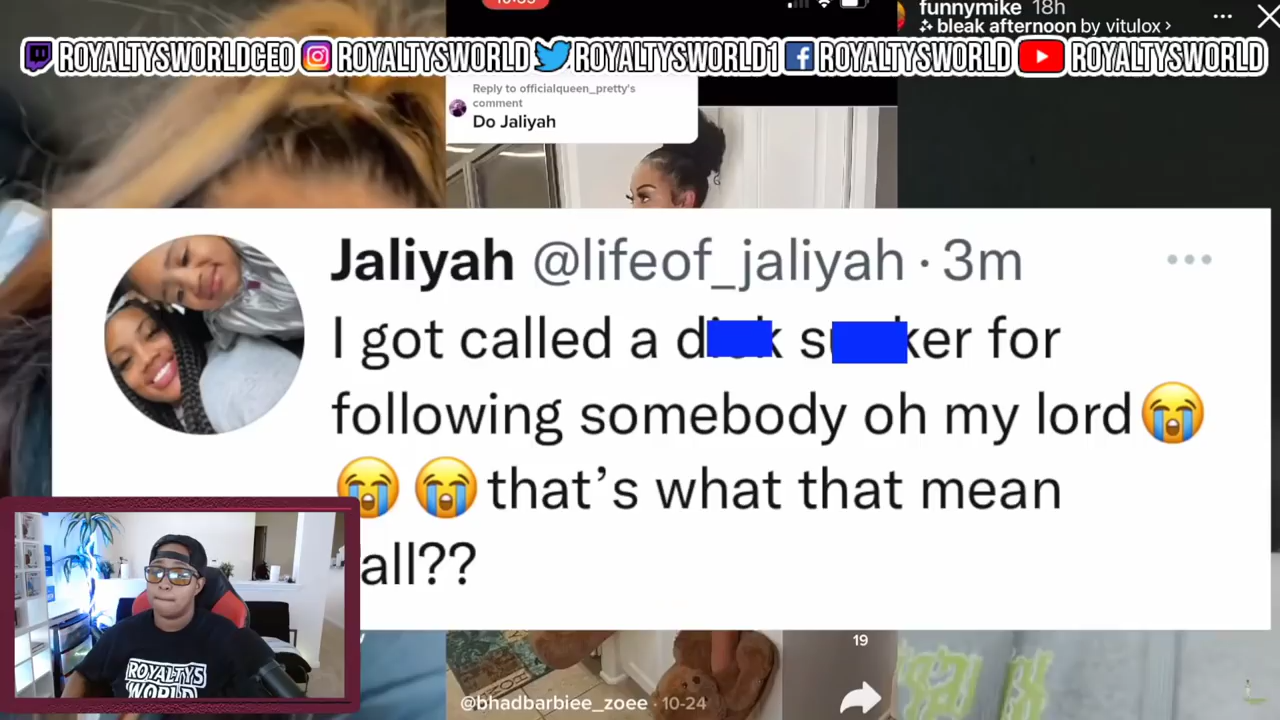 funnymike 18h
bleak afternoon by vitulox >
ROYALTYSWORLDCEO ROYALTYSWORLD ROYALTYSWORLD1 ROYALTYSWORLD ROYALTYSWORLD
Reply to officialqueen_pretty's
comment
Do Jaliyah
Jaliyah @lifeof_jaliyah · 3m
I got called a d k s ker for
following somebody oh my lord😭
😭😭that's what that mean
all??
ROYALTYS
WORLD
19
@bhadbarbiee_zoee · 10-24